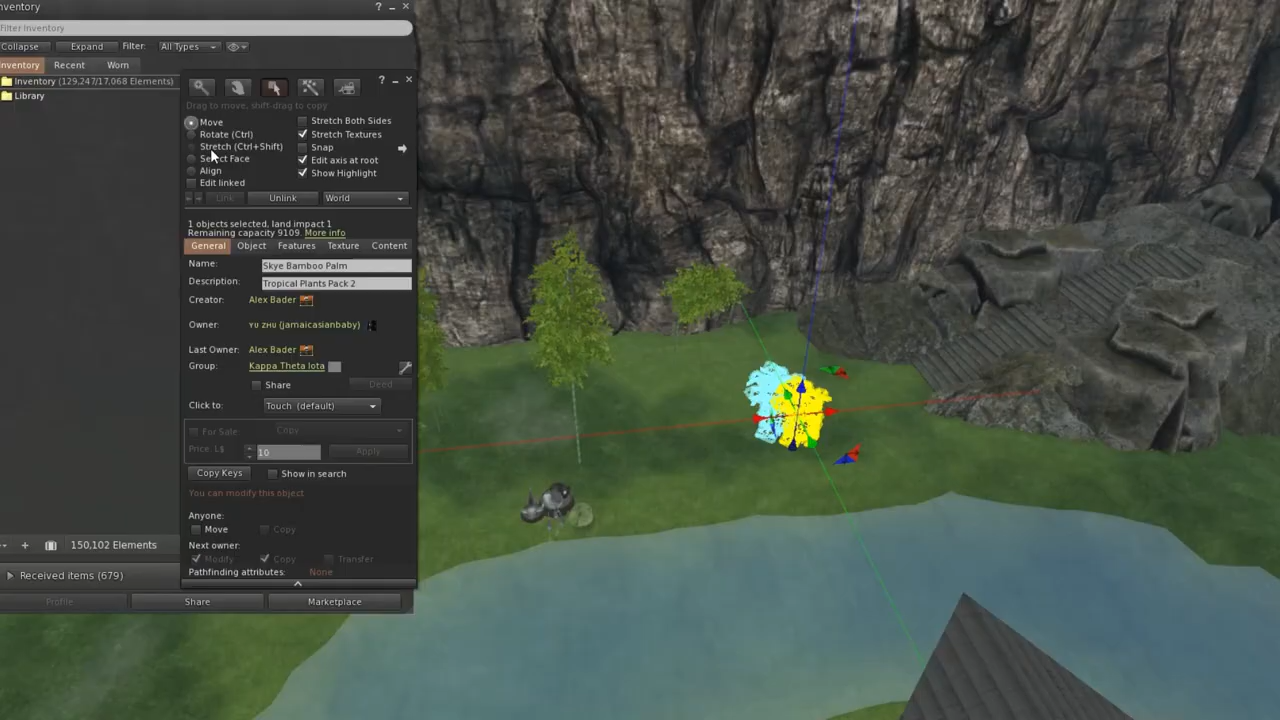 nventory
Filter Inventory
Collapse Expand Filter: All Types
Inventory Recent Worn
Inventory (129,247/17,068 Elements)
Library
Drag to move, shift-drag to copy
Move
Rotate (Ctrl)
Stretch (Ctrl+Shift)
Select Face
Align
Edit linked
Stretch Both Sides
Stretch Textures
Snap
Edit axis at root
Show Highlight
Link Unlink World
1 objects selected, land impact 1
Remaining capacity 9109. More info
General Object Features Texture Content
Name: Skye Bamboo Palm
Description: Tropical Plants Pack 2
Creator: Alex Bader
Owner: YU ZHU (jamaicasianbaby)
Last Owner: Alex Bader
Group: Kappa Theta Iota
Share Deed
Click to: Touch (default)
For Sale: Copy
Price: L$ 10 Apply
Copy Keys Show in search
You can modify this object
Anyone:
Move Copy
Next owner:
Modify Copy Transfer
Pathfinding attributes: None
150,102 Elements
Received items (679)
Profile Share Marketplace